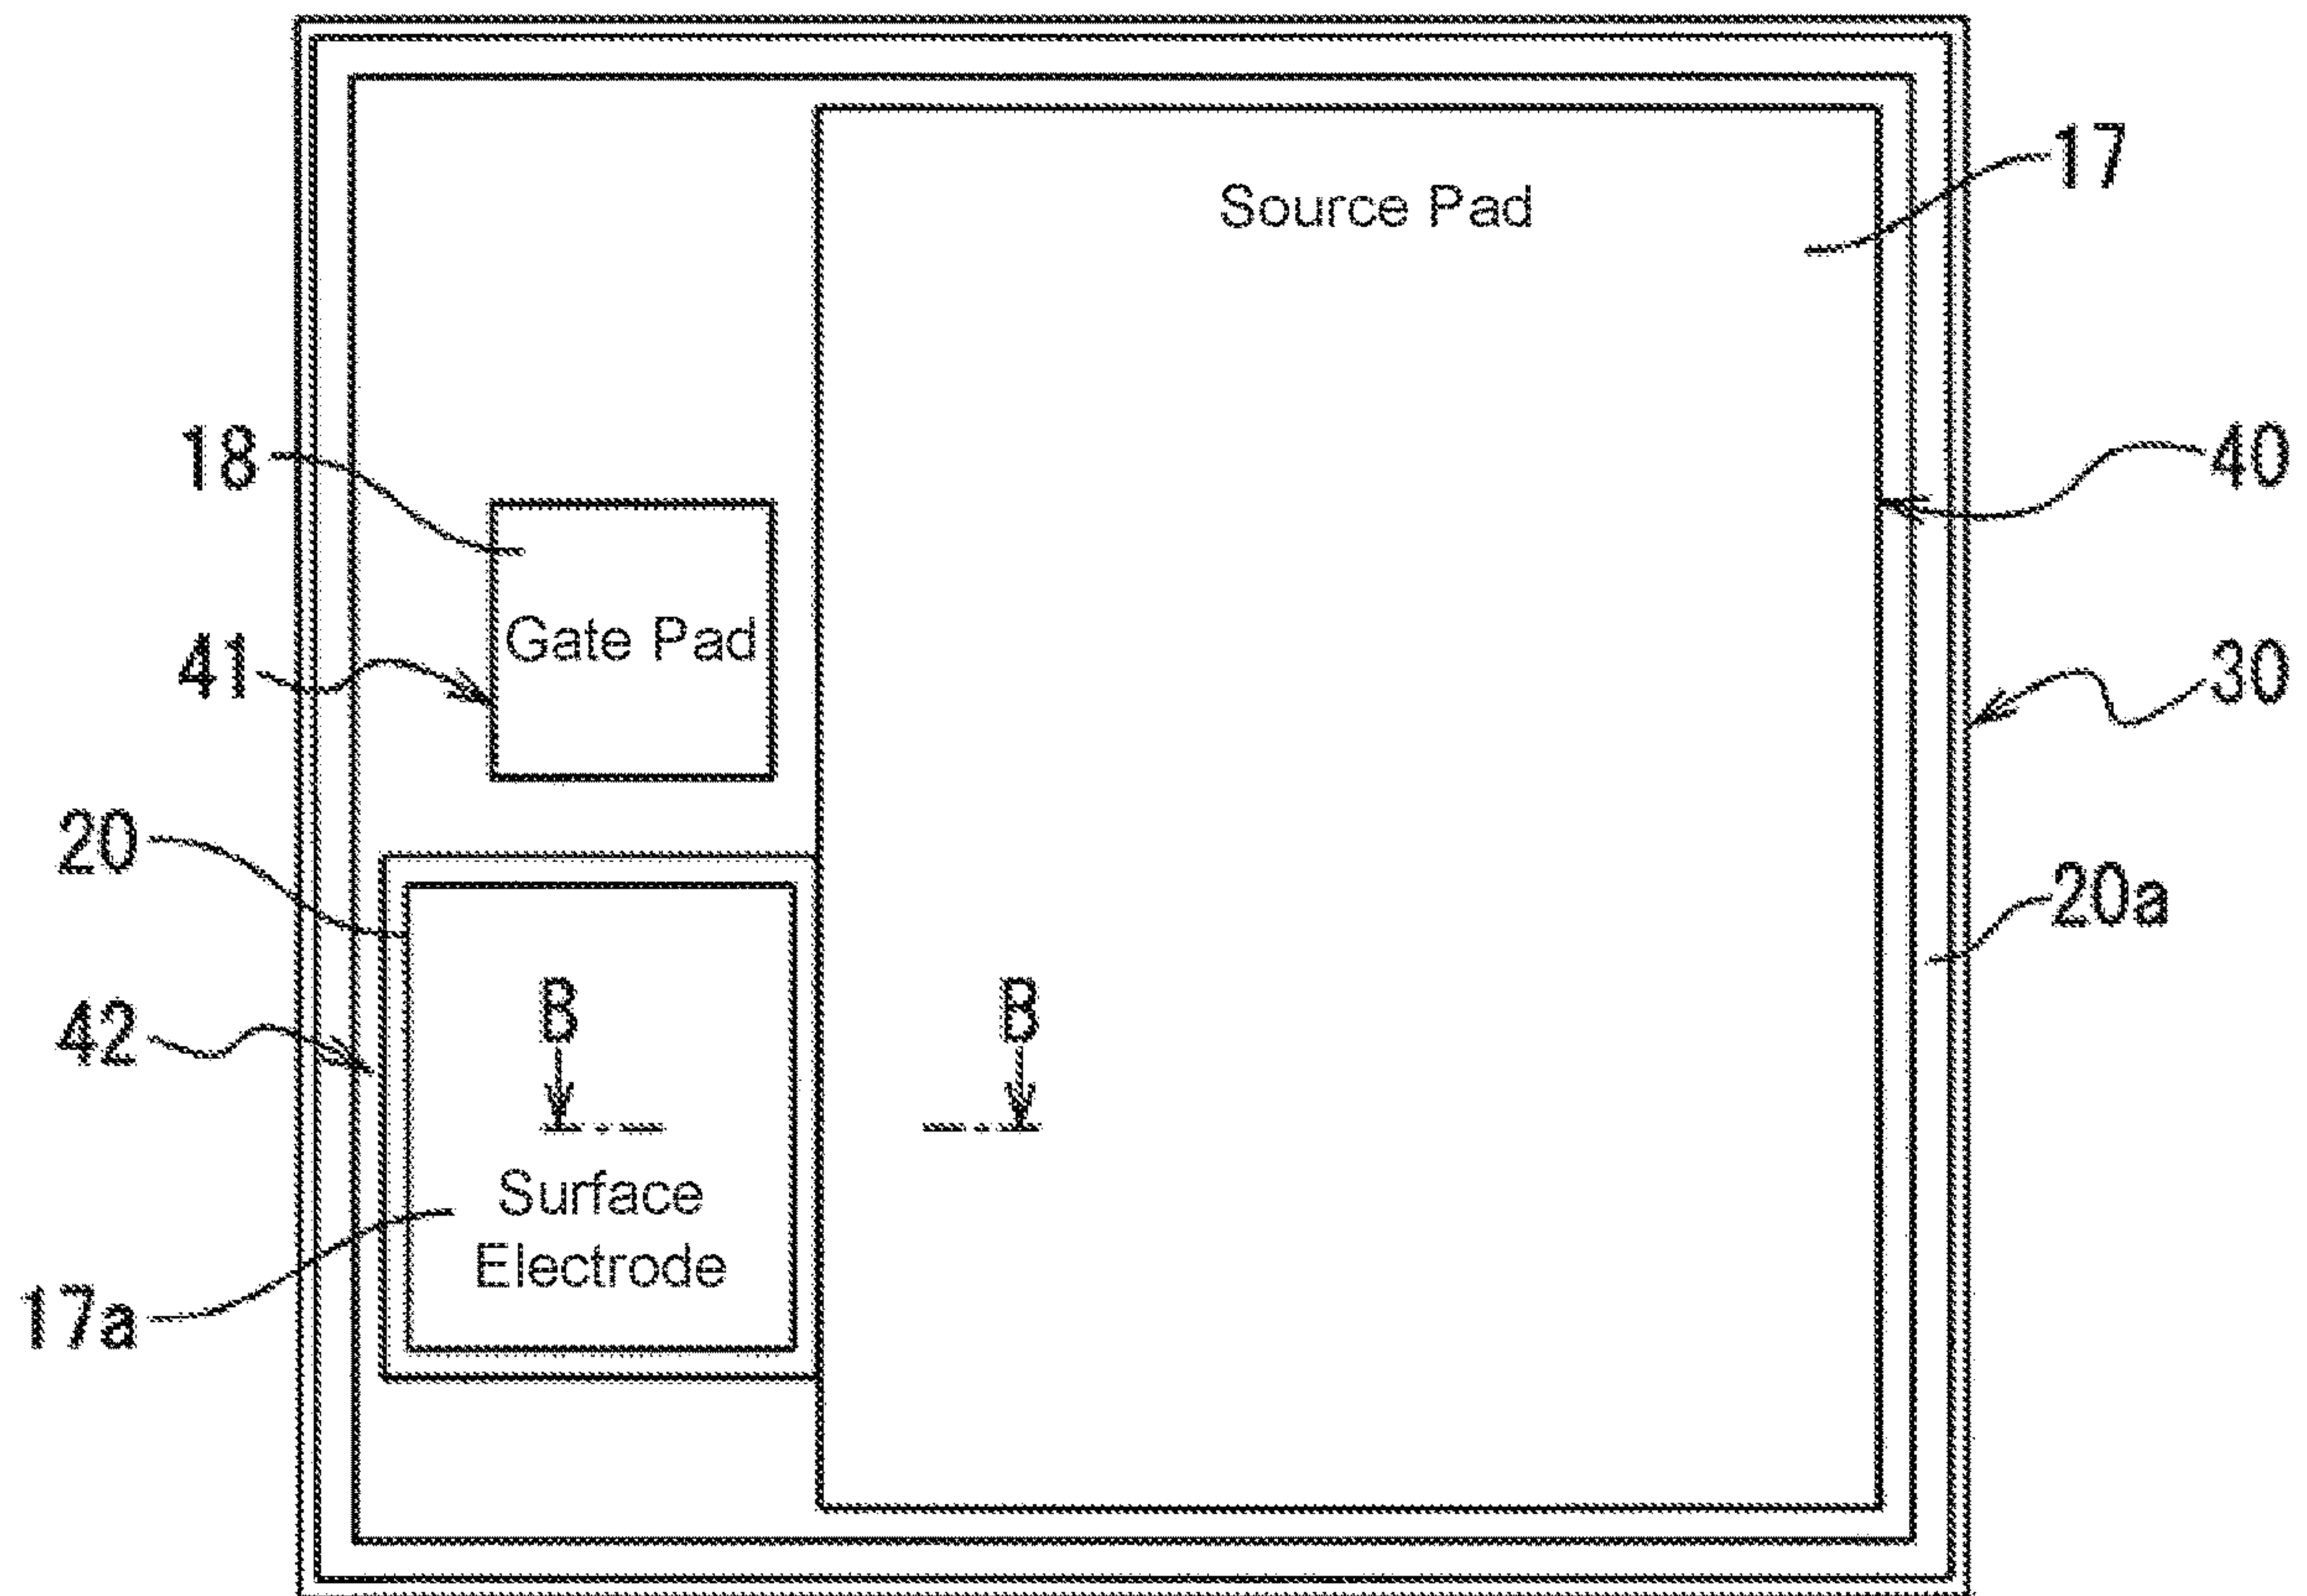 Source Pad
17
18
40
Gate Pad
41
30
20
20a
B
B
42
Surface
Electrode
17a